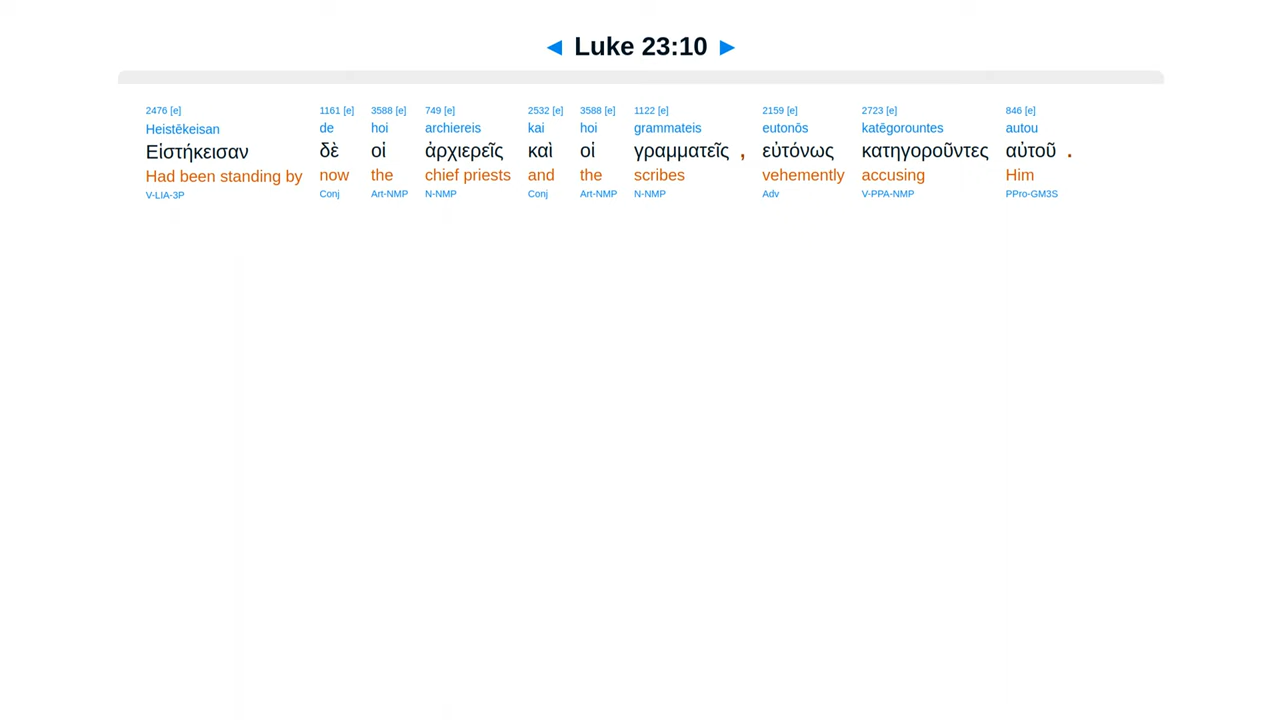 ◄ Luke 23:10 ►
2476 [e] 1161 [e] 3588 [e] 749 [e] 2532 [e] 3588 [e] 1122 [e] 2159 [e] 2723 [e] 846 [e]
Heistēkeisan de hoi archiereis kai hoi grammateis eutonōs katēgorountes autou
Εἱστήκεισαν δὲ οἱ ἀρχιερεῖς καὶ οἱ γραμματεῖς , εὐτόνως κατηγοροῦντες αὐτοῦ .
Had been standing by now the chief priests and the scribes vehemently accusing Him
V-LIA-3P Conj Art-NMP N-NMP Conj Art-NMP N-NMP Adv V-PPA-NMP PPro-GM3S